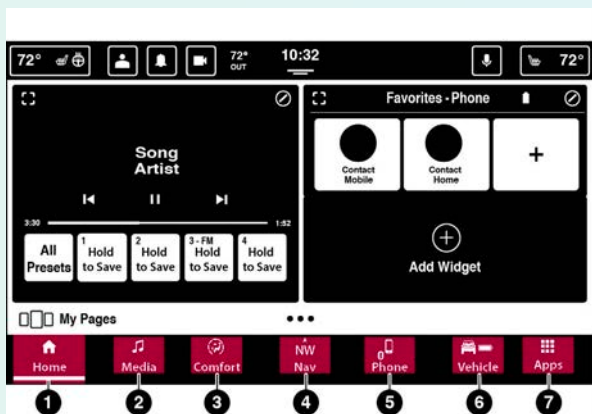 72°
72°
OUT
10:32
72°
Favorites - Phone
Song
Artist
3:30
1:52
All
Presets
1
Hold
to Save
2
Hold
to Save
3 - FM
Hold
to Save
4
Hold
to Save
Contact
Mobile
Contact
Home
+
Add Widget
My Pages
Home
Media
Comfort
NW
Nav
0
Phone
Vehicle
Apps
1
2
3
4
5
6
7